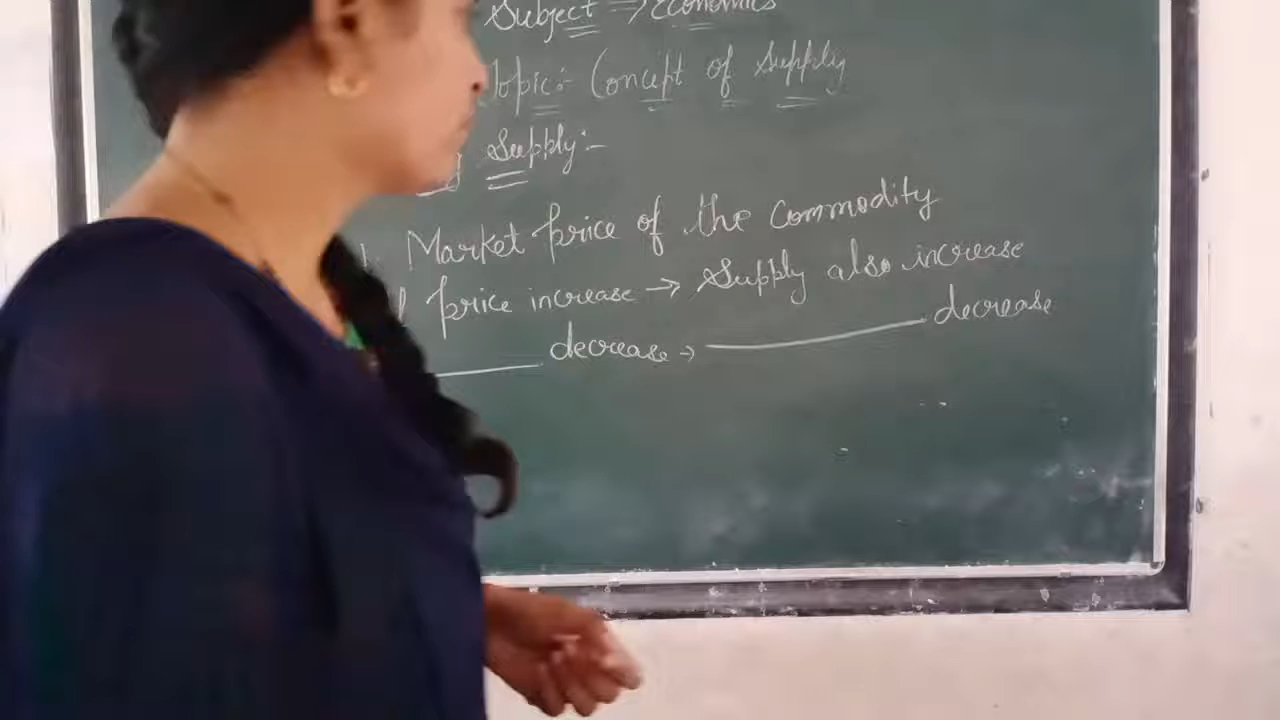 Subject → Economics
Topic:- Concept of Supply
Supply:-
1. Market price of the Commodity
price increase → Supply also increase
decrease → decrease